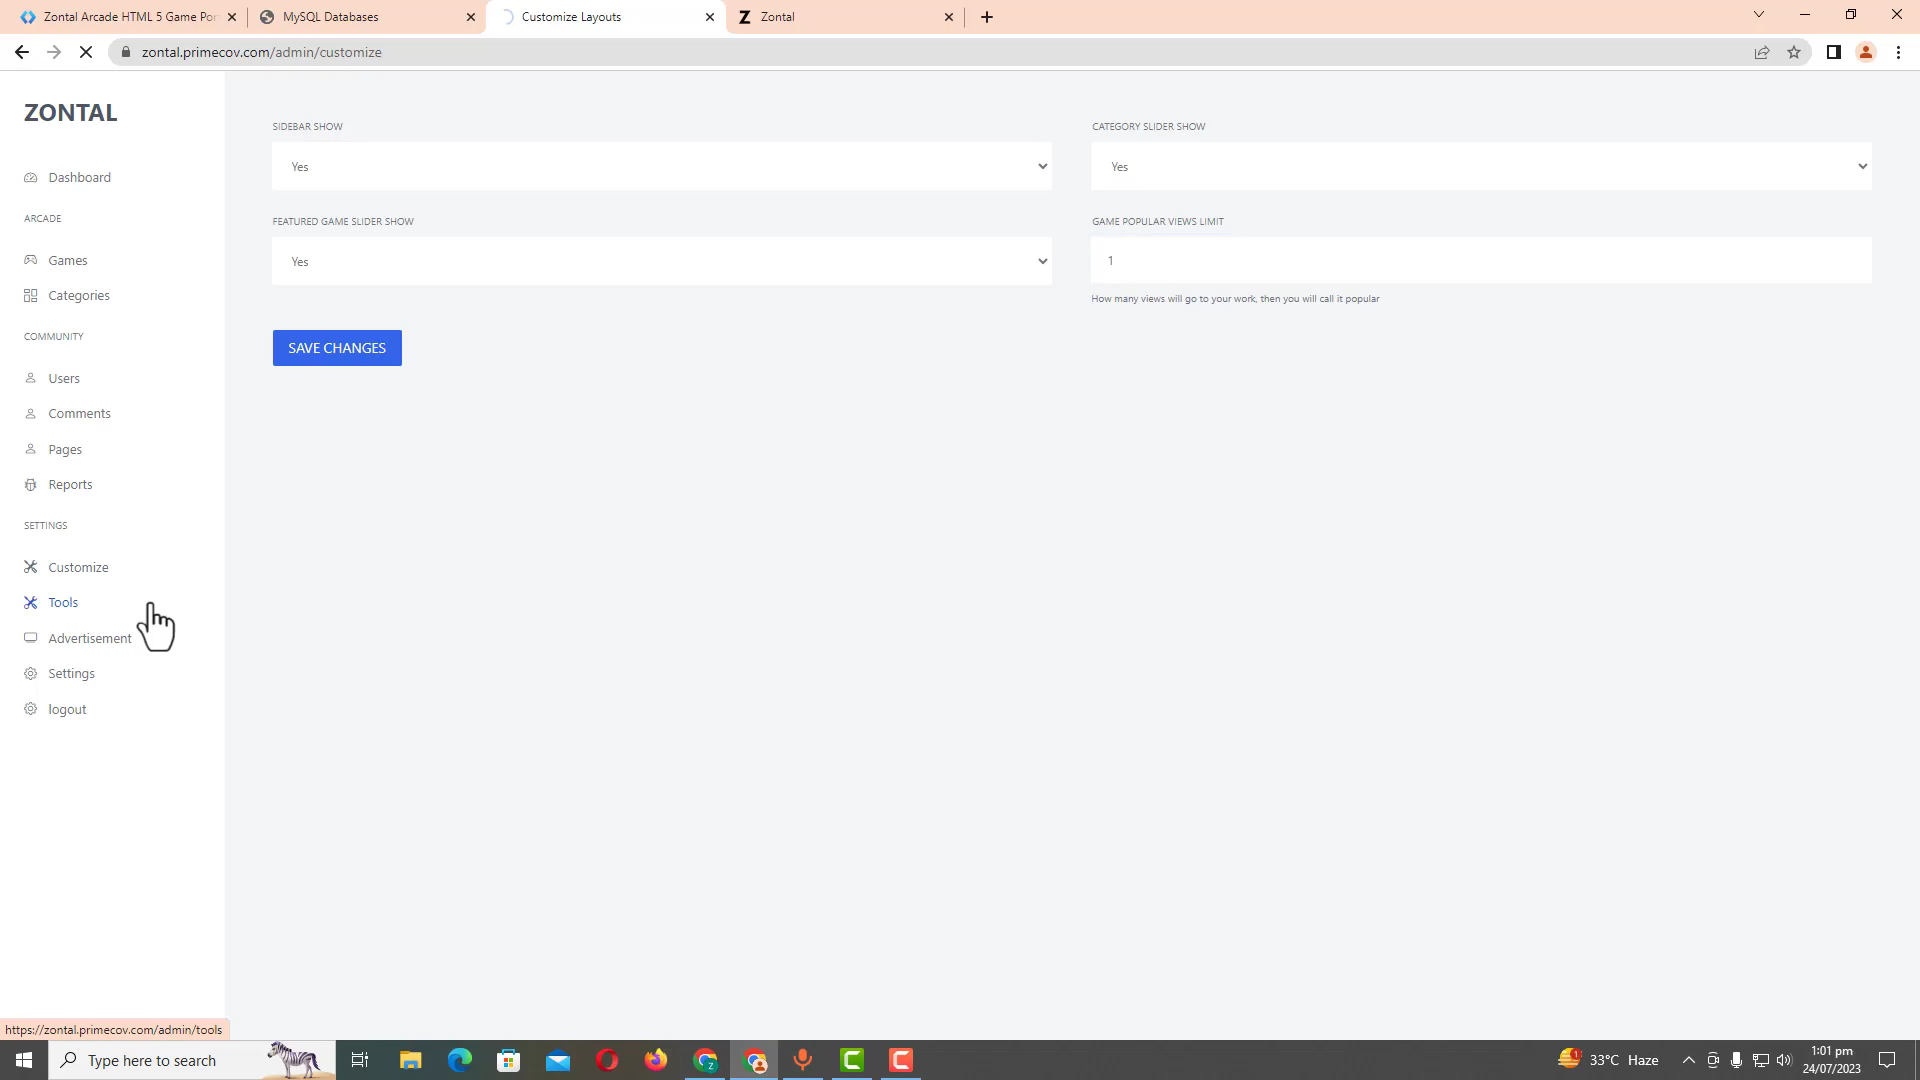 Zontal Arcade HTML 5 Game Por
MySQL Databases
Customize Layouts
Zontal
zontal.primecov.com/admin/customize
ZONTAL
Dashboard
ARCADE
Games
Categories
COMMUNITY
Users
Comments
Pages
Reports
SETTINGS
Customize
Tools
Advertisement
Settings
logout
SIDEBAR SHOW
Yes
CATEGORY SLIDER SHOW
Yes
FEATURED GAME SLIDER SHOW
Yes
GAME POPULAR VIEWS LIMIT
1
How many views will go to your work, then you will call it popular
SAVE CHANGES
https://zontal.primecov.com/admin/tools
Type here to search
1
33°C Haze
1:01 pm
24/07/2023